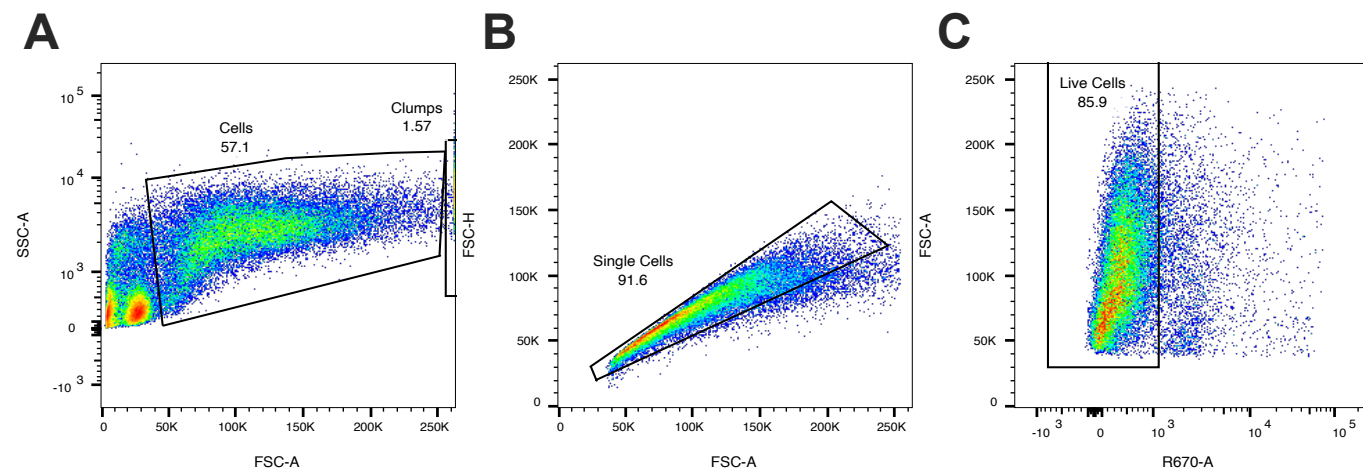 A
B
C
Cells
57.1
Clumps
1.57
10 5
10 4
10 3
0
-10 3
SSC-A
0
50K
100K
150K
200K
250K
FSC-A
Single Cells
91.6
250K
200K
150K
100K
50K
0
FSC-H
0
50K
100K
150K
200K
250K
FSC-A
Live Cells
85.9
250K
200K
150K
100K
50K
0
FSC-A
-10 3
0
10 3
10 4
10 5
R670-A